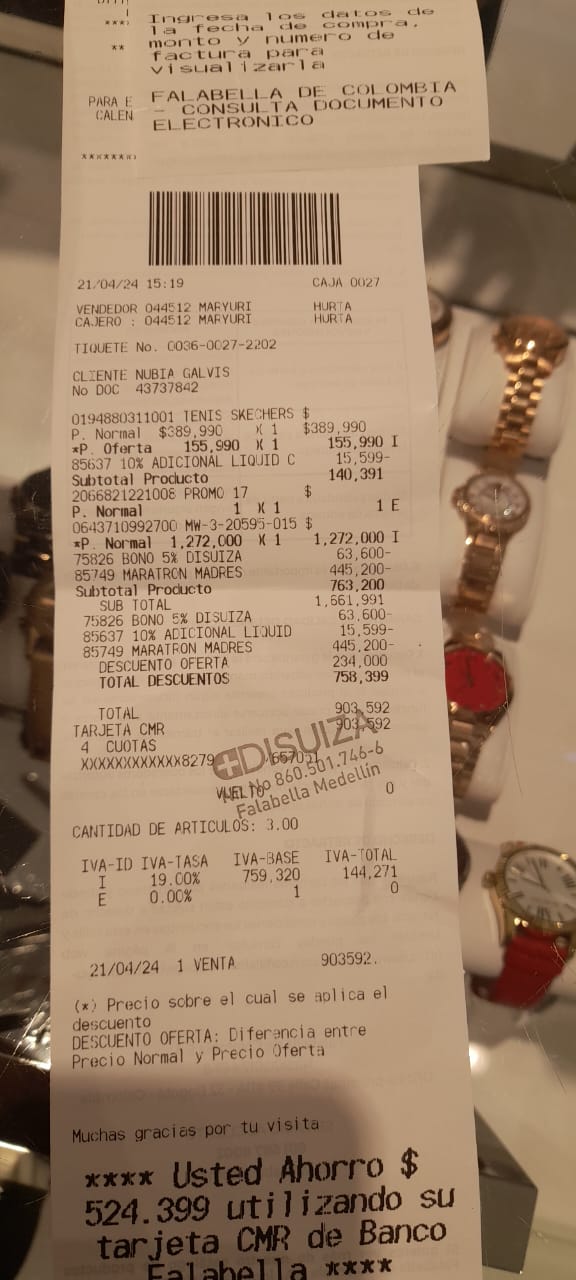 Ingresa los datos de
la fecha de compra,
monto y numero de
factura para
visualizarla
PARA E
CALEN
FALABELLA DE COLOMBIA
- CONSULTA DOCUMENTO
ELECTRONICO
21/04/24 15:19 CAJA 0027
VENDEDOR 044512 MARYURI HURTA
CAJERO : 044512 MARYURI HURTA
TIQUETE No. 0036-0027-2202
CLIENTE NUBIA GALVIS
No DOC 43737842
0194880311001 TENIS SKECHERS $
P. Normal $389,990 X 1 $389,990
*P. Oferta 155,990 X 1 155,990 I
85637 10% ADICIONAL LIQUID C 15,599-
Subtotal Producto 140,391
2066821221008 PROMO 17 $
P. Normal 1 X 1 1 E
0643710992700 MW-3-20595-015 $
*P. Normal 1,272,000 X 1 1,272,000 I
75826 BONO 5% DISUIZA 63,600-
85749 MARATRON MADRES 445,200-
Subtotal Producto 763,200
SUB TOTAL 1,661,991
75826 BONO 5% DISUIZA 63,600-
85637 10% ADICIONAL LIQUID 15,599-
85749 MARATRON MADRES 445,200-
DESCUENTO OFERTA 234,000
TOTAL DESCUENTOS 758,399
TOTAL 903,592
TARJETA CMR 903,592
4 CUOTAS
XXXXXXXXXXXX8279
DISUIZA
No 860.501.746-6
Falabella Medellín
VUELTO 0
CANTIDAD DE ARTICULOS: 3.00
IVA-ID IVA-TASA IVA-BASE IVA-TOTAL
I 19.00% 759,320 144,271
E 0.00% 1 0
21/04/24 1 VENTA 903592.
(*) Precio sobre el cual se aplica el
descuento
DESCUENTO OFERTA: Diferencia entre
Precio Normal y Precio Oferta
Muchas gracias por tu visita
**** Usted Ahorro $
524.399 utilizando su
tarjeta CMR de Banco
Falabella ****